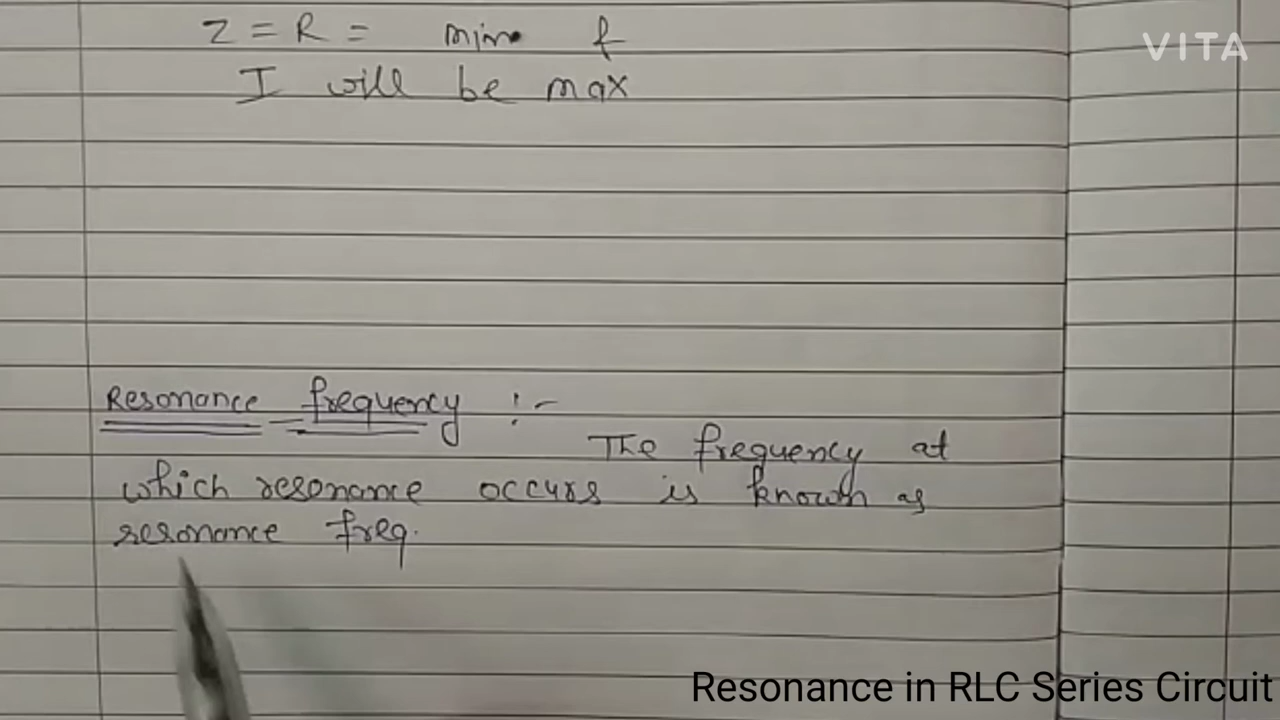 Z = R = min. &
I will be max
VITA
Resonance frequency :-
The frequency at
which resonance occurs is known as
resonance freq.
Resonance in RLC Series Circuit